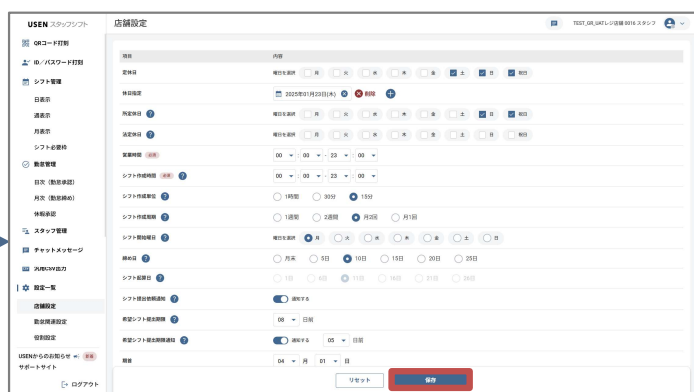 USEN スタッフシフト
店舗設定
TEST_GR_UATレジ店舗 0016 スタンフ
QRコード打刻
ID／パスワード打刻
シフト管理
日表示
週表示
月表示
シフト必要枠
勤怠管理
日次（勤怠承認）
月次（勤怠締め）
休暇承認
スタッフ管理
チャットメッセージ
汎用CSV出力
設定一覧
店舗設定
勤怠関連設定
役割設定
USENからのお知らせ 新着
サポートサイト
ログアウト
項目 内容
定休日 曜日を選択 月 火 水 木 金 土 日 祝日
休日指定 2025年01月23日(木) 削除
所定休日 曜日を選択 月 火 水 木 金 土 日 祝日
法定休日 曜日を選択 月 火 水 木 金 土 日 祝日
営業時間 必須 00 : 00 - 23 : 00
シフト作成時間 必須 00 : 00 - 23 : 00
シフト作成単位 1時間 30分 15分
シフト作成周期 1週間 2週間 月2回 月1回
シフト開始曜日 曜日を選択 月 火 水 木 金 土 日
締め日 月末 5日 10日 15日 20日 25日
シフト起算日 1日 6日 11日 16日 21日 26日
シフト提出依頼通知 通知する
希望シフト提出期限 08 日前
希望シフト提出期限通知 通知する 05 日前
期首 04 月 01 日
リセット 保存